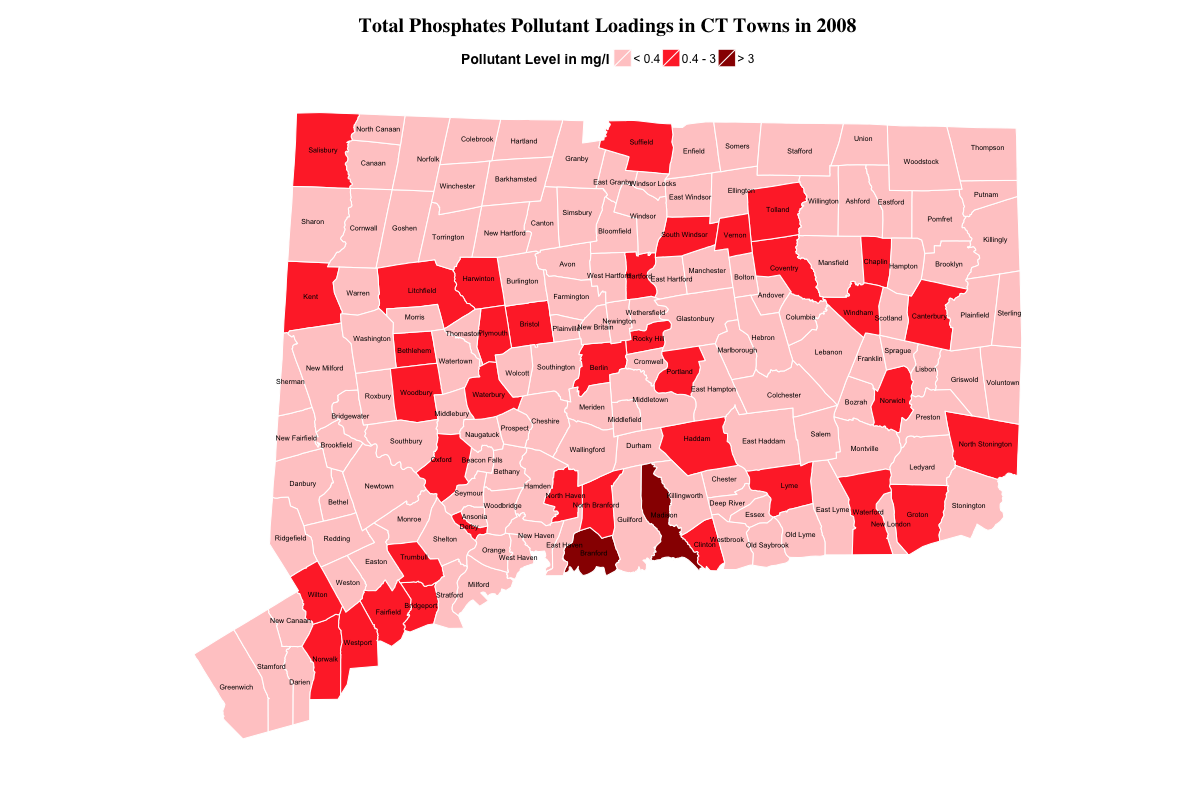 Total Phosphates Pollutant Loadings in CT Towns in 2008
Pollutant Level in mg/l < 0.4 0.4 - 3 > 3
North Canaan
Salisbury
Canaan
Norfolk
Colebrook
Hartland
Granby
Suffield
Enfield
Somers
Stafford
Union
Woodstock
Thompson
Winchester
Barkhamsted
East Granby
Windsor Locks
East Windsor
Ellington
Tolland
Willington
Ashford
Eastford
Putnam
Pomfret
Killingly
Sharon
Cornwall
Goshen
Torrington
New Hartford
Canton
Simsbury
Bloomfield
Windsor
South Windsor
Vernon
Coventry
Mansfield
Chaplin
Hampton
Brooklyn
Kent
Warren
Litchfield
Harwinton
Burlington
Avon
Farmington
West Hartford
Hartford
East Hartford
Manchester
Bolton
Andover
Columbia
Windham
Scotland
Canterbury
Plainfield
Sterling
Morris
Washington
Bethlehem
Thomaston
Plymouth
Bristol
Plainville
New Britain
Newington
Wethersfield
Rocky Hill
Glastonbury
Hebron
Marlborough
Lebanon
Franklin
Sprague
Lisbon
Griswold
Voluntown
Sherman
New Milford
Roxbury
Woodbury
Watertown
Waterbury
Wolcott
Southington
Berlin
Cromwell
Portland
East Hampton
Colchester
Bozrah
Norwich
Preston
Bridgewater
Middlebury
Meriden
Middletown
Middlefield
New Fairfield
Brookfield
Southbury
Naugatuck
Prospect
Cheshire
Wallingford
Durham
Haddam
East Haddam
Salem
Montville
Ledyard
North Stonington
Danbury
Bethel
Newtown
Oxford
Beacon Falls
Bethany
Seymour
Woodbridge
Hamden
North Haven
North Branford
Guilford
Killingworth
Chester
Deep River
Essex
Lyme
East Lyme
Waterford
New London
Groton
Stonington
Ridgefield
Redding
Monroe
Ansonia
Derby
Shelton
Orange
West Haven
New Haven
East Haven
Branford
Clinton
Westbrook
Old Saybrook
Old Lyme
Easton
Trumbull
Weston
Wilton
Milford
Stratford
Bridgeport
Fairfield
New Canaan
Westport
Norwalk
Stamford
Darien
Greenwich